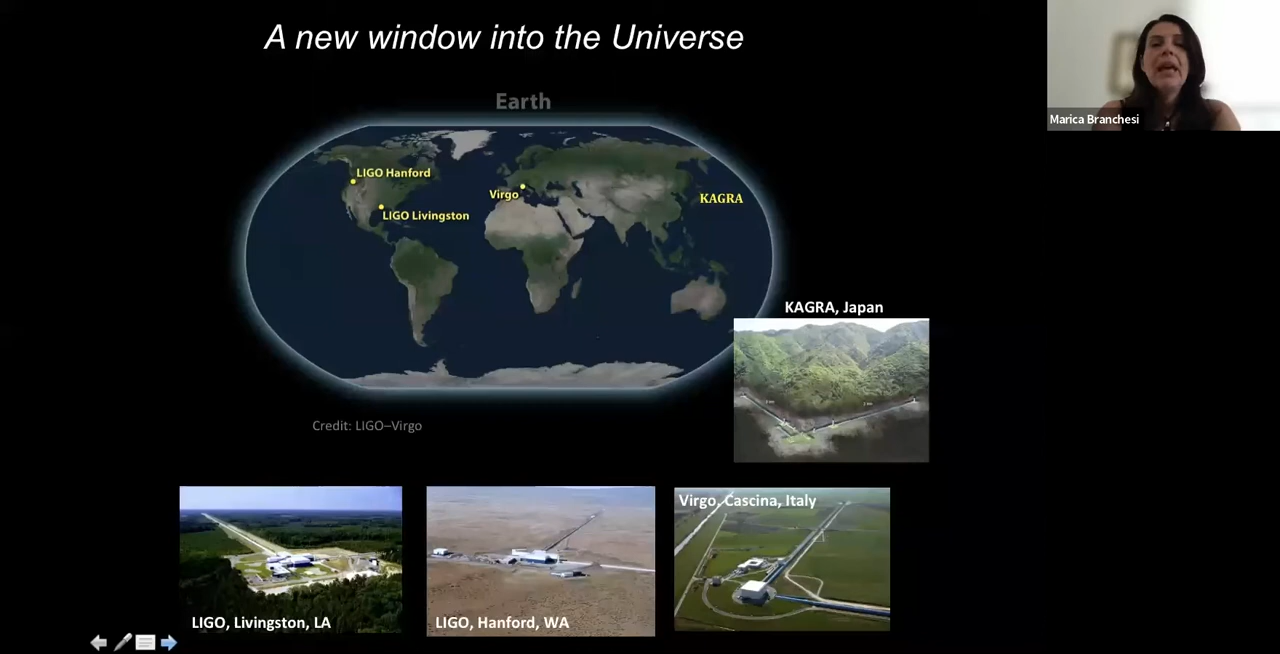 A new window into the Universe
Marica Branchesi
Earth
LIGO Hanford
Virgo
KAGRA
LIGO Livingston
KAGRA, Japan
Credit: LIGO–Virgo
Virgo, Cascina, Italy
LIGO, Livingston, LA
LIGO, Hanford, WA